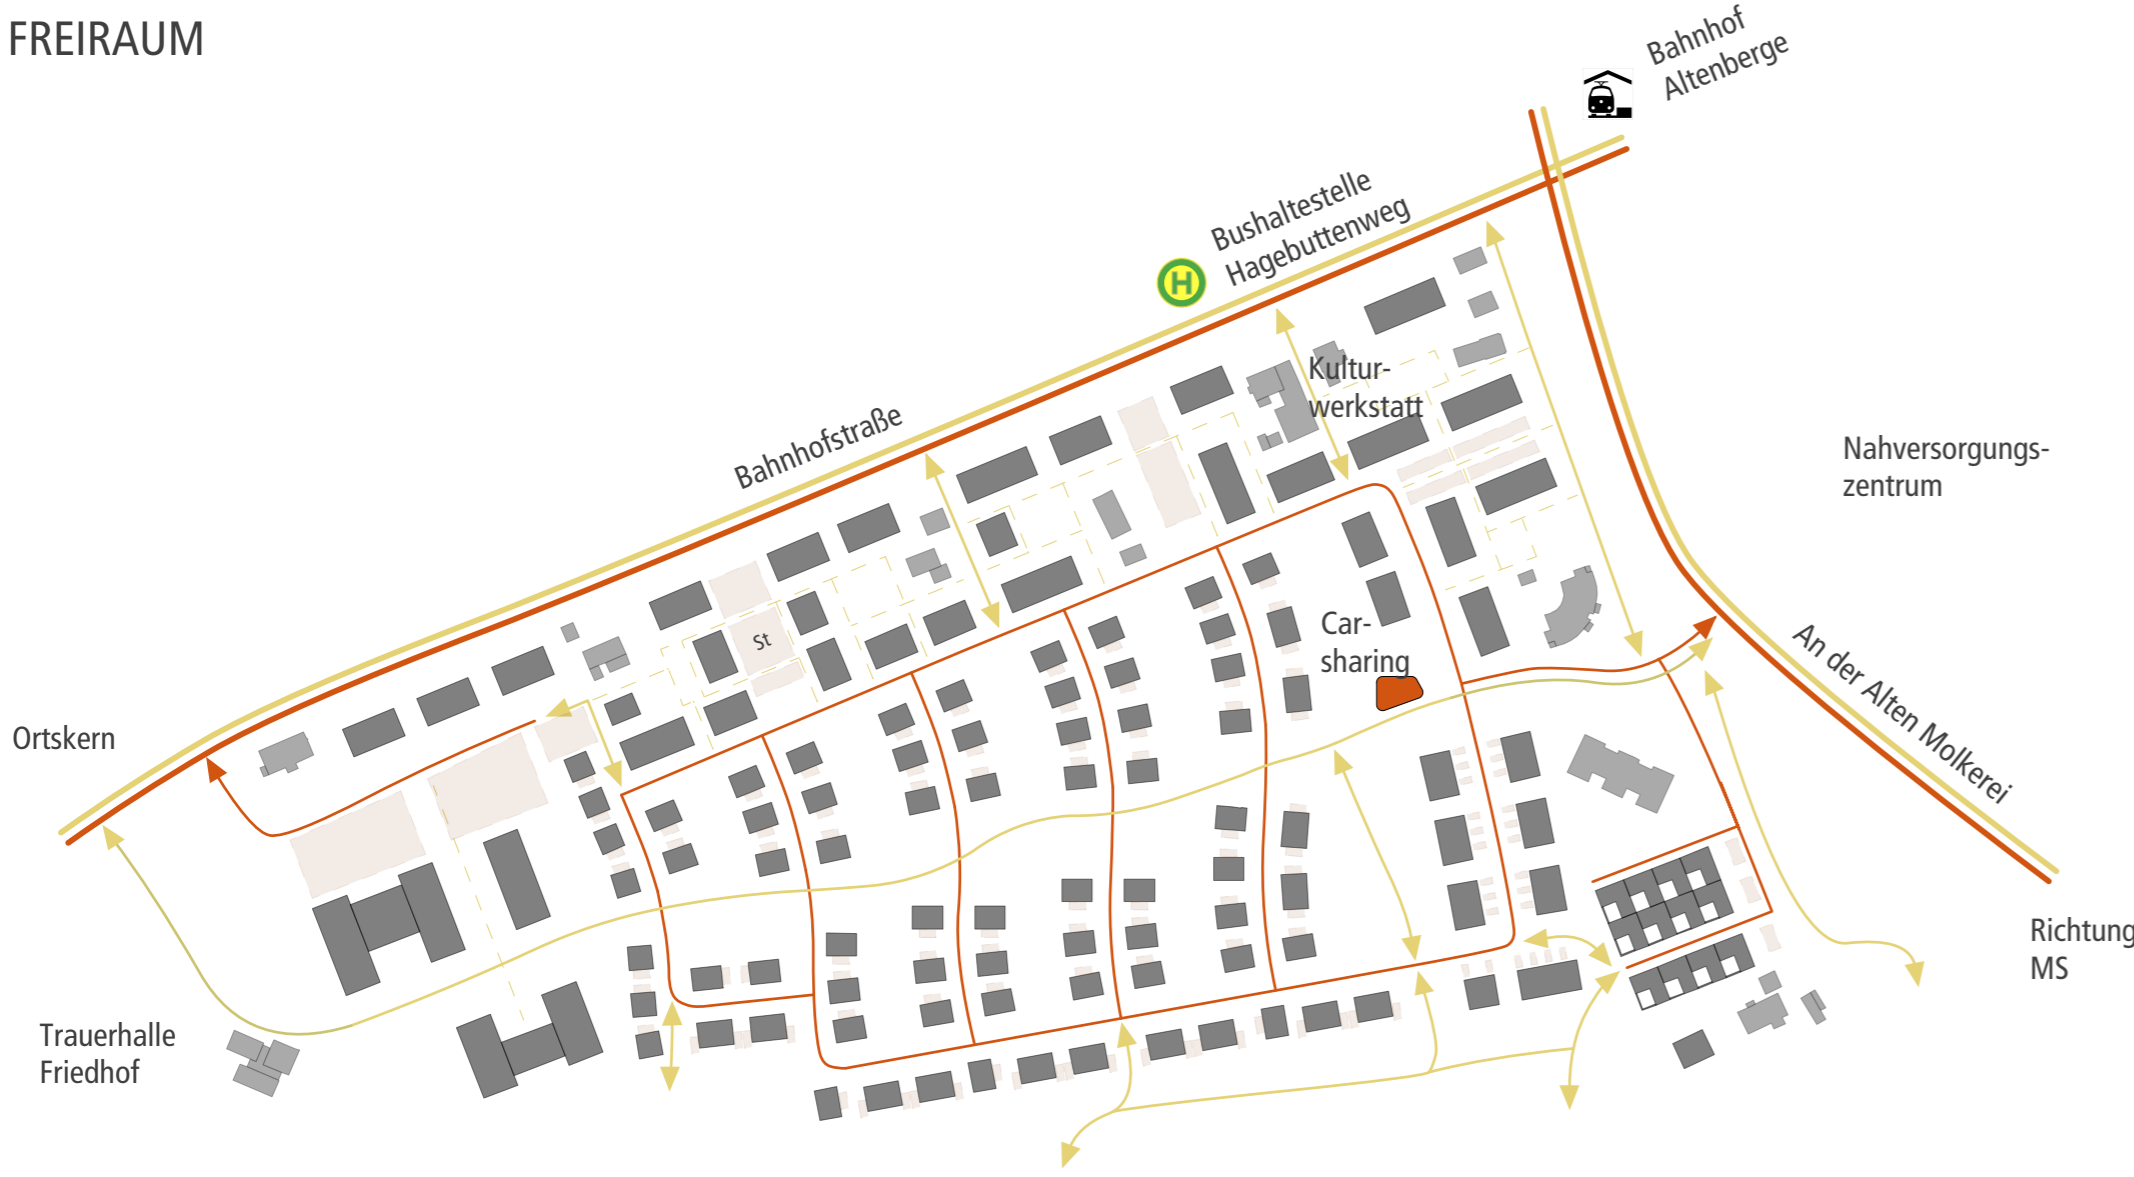 FREIRAUM
Bahnhof
Altenberge
Bushaltestelle
Hagebuttenweg
H
Kultur-
werkstatt
Bahnhofstraße
Nahversorgungs-
zentrum
St
Car-
sharing
An der Alten Molkerei
Ortskern
Richtung
MS
Trauerhalle
Friedhof